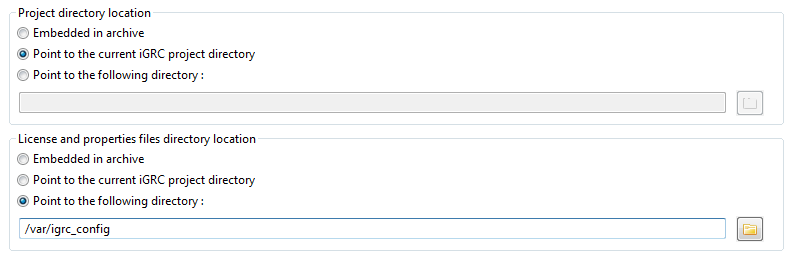 Project directory location
Embedded in archive
Point to the current iGRC project directory
Point to the following directory :
License and properties files directory location
Embedded in archive
Point to the current iGRC project directory
Point to the following directory :
/var/igrc_config